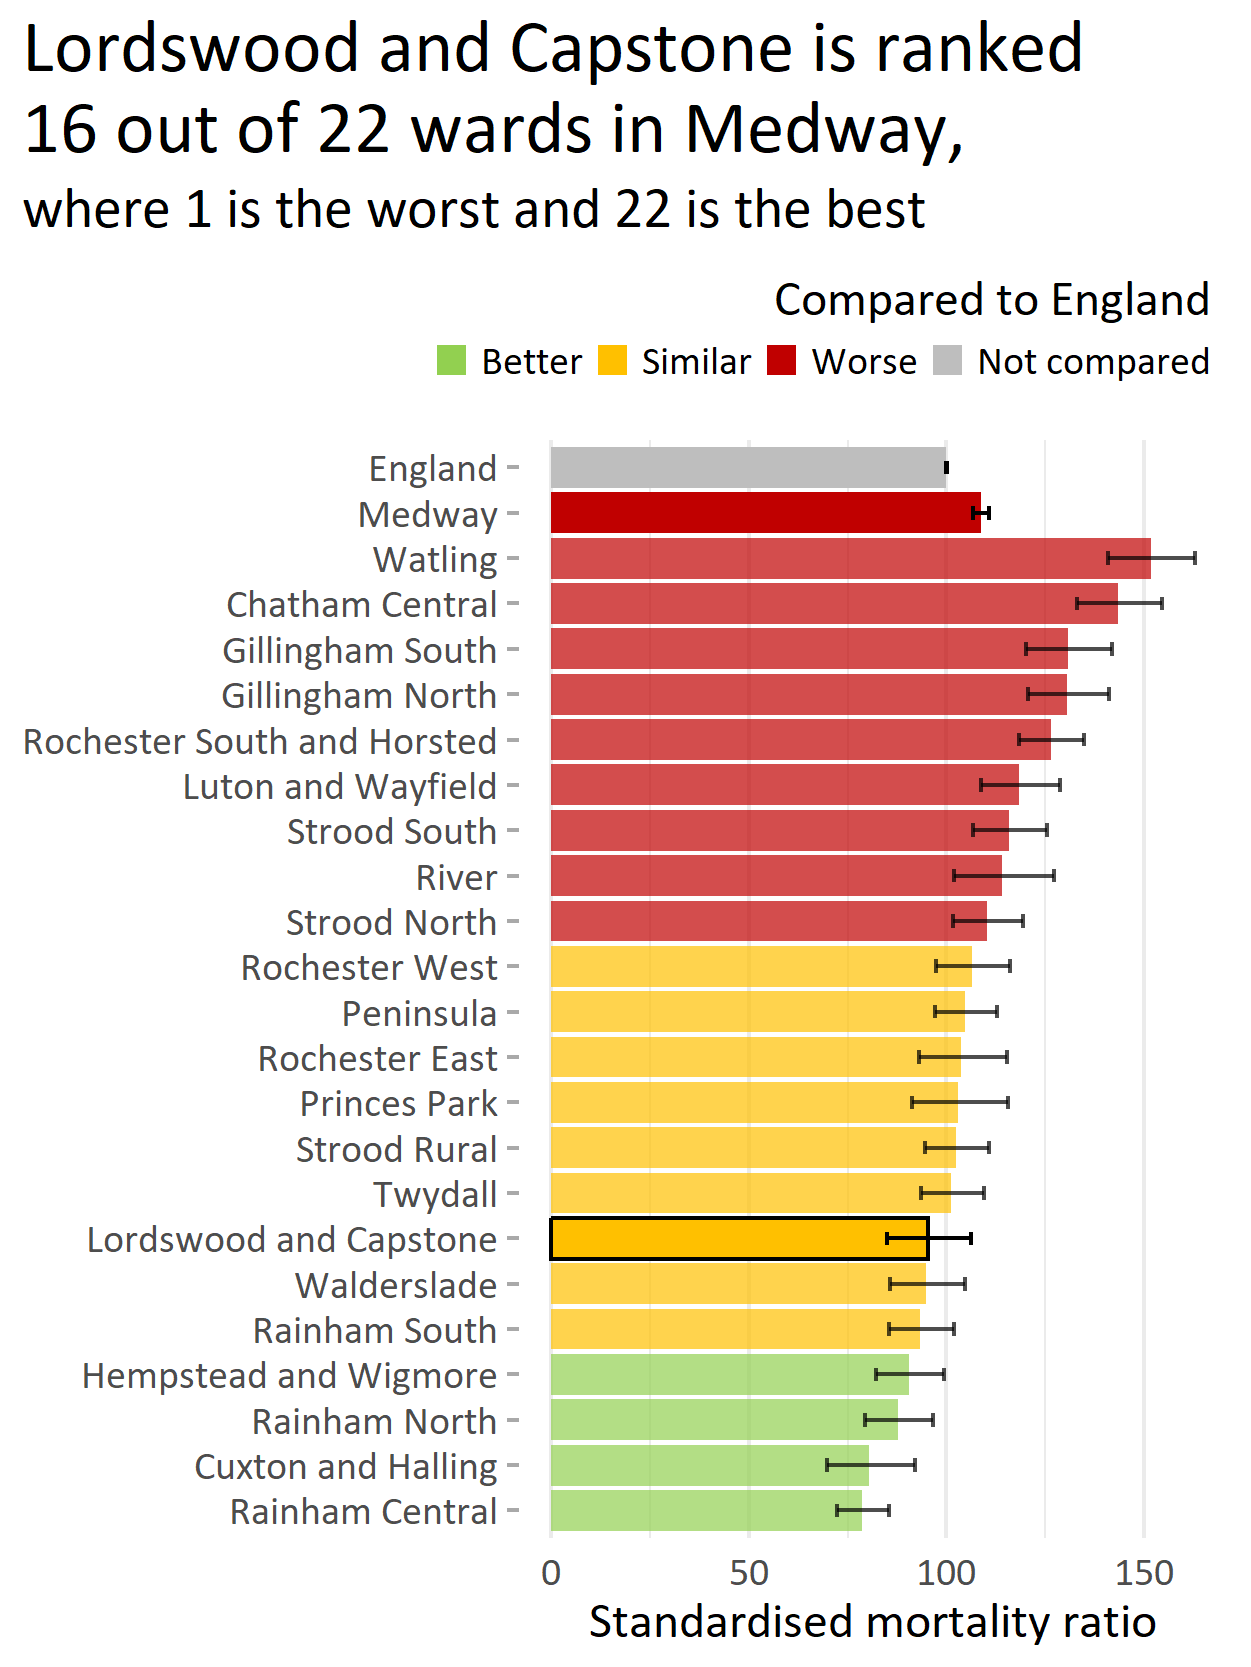 Lordswood and Capstone is ranked
16 out of 22 wards in Medway,
where 1 is the worst and 22 is the best
Compared to England
Better Similar Worse Not compared
England
Medway
Watling
Chatham Central
Gillingham South
Gillingham North
Rochester South and Horsted
Luton and Wayfield
Strood South
River
Strood North
Rochester West
Peninsula
Rochester East
Princes Park
Strood Rural
Twydall
Lordswood and Capstone
Walderslade
Rainham South
Hempstead and Wigmore
Rainham North
Cuxton and Halling
Rainham Central
0 50 100 150
Standardised mortality ratio